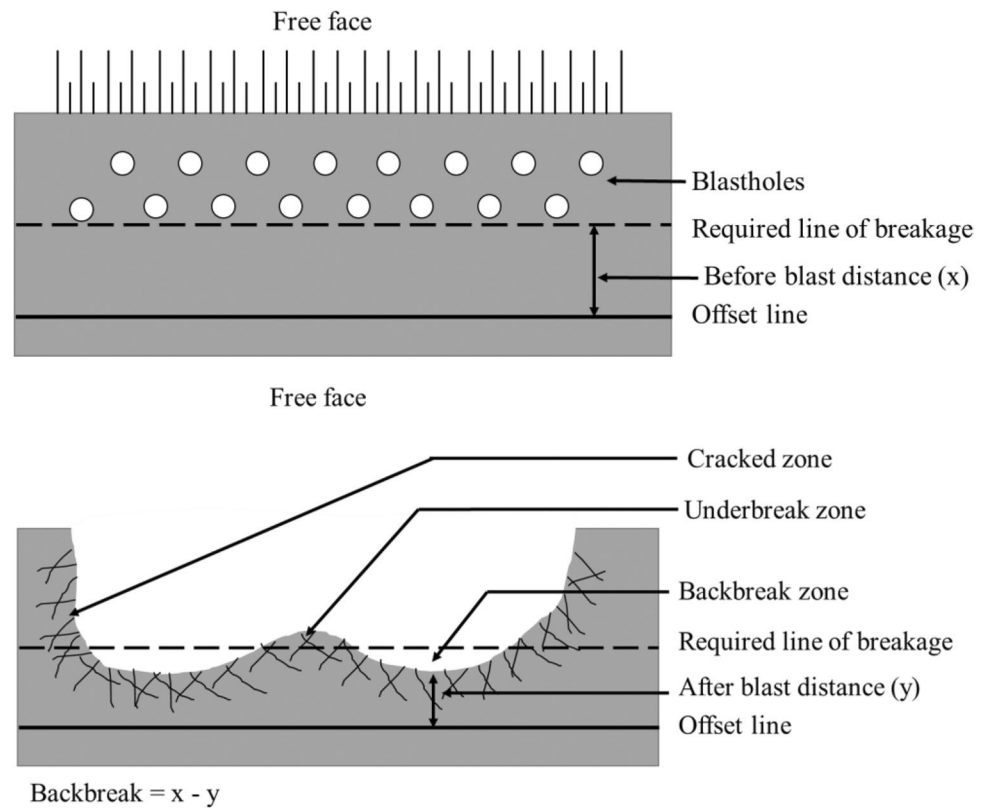 Free face
Blastholes
Required line of breakage
Before blast distance (x)
Offset line
Free face
Cracked zone
Underbreak zone
Backbreak zone
Required line of breakage
After blast distance (y)
Offset line
Backbreak = x - y